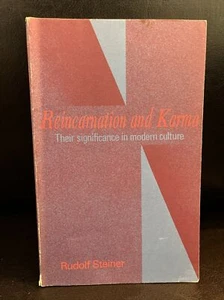 Reincarnation and Karma
Their significance in modern culture
Rudolf Steiner